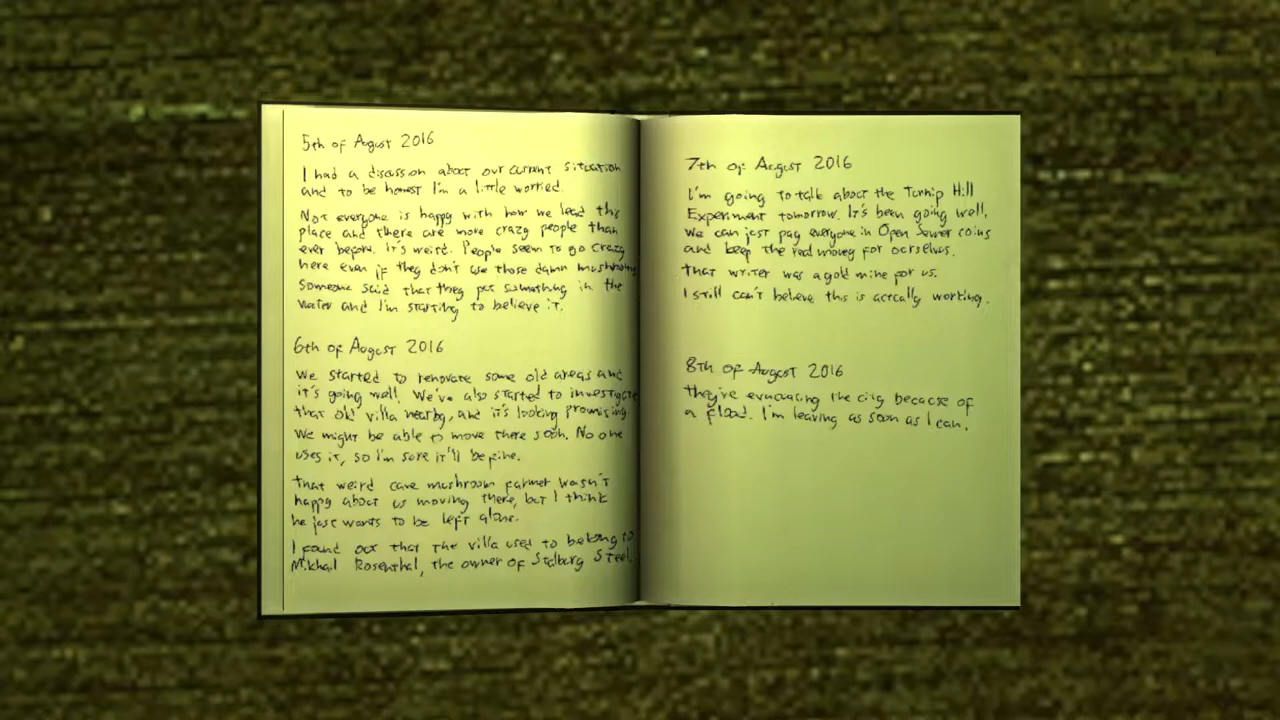 5th of August 2016
I had a discussion about our current situation
and to be honest I'm a little worried.
Not everyone is happy with how we lead this
place and there are more crazy people than
ever before. It's weird. People seem to go crazy
here even if they don't use those damn mushrooms.
Someone said that they put something in the
water and I'm starting to believe it.
6th of August 2016
We started to renovate some old areas and
it's going well. We've also started to investigate
that old villa nearby, and it's looking promising.
We might be able to move there soon. No one
uses it, so I'm sure it'll be fine.
That weird cave mushroom farmer wasn't
happy about us moving there, but I think
he just wants to be left alone.
I found out that the villa used to belong to
Mikhail Rosenthal, the owner of Stalburg Steel.
7th of August 2016
I'm going to talk about the Turnip Hill
Experiment tomorrow. It's been going well.
We can just pay everyone in Open Sewer coins
and keep the real money for ourselves.
That writer was a gold mine for us.
I still can't believe this is actually working.
8th of August 2016
They're evacuating the city because of
a flood. I'm leaving as soon as I can.